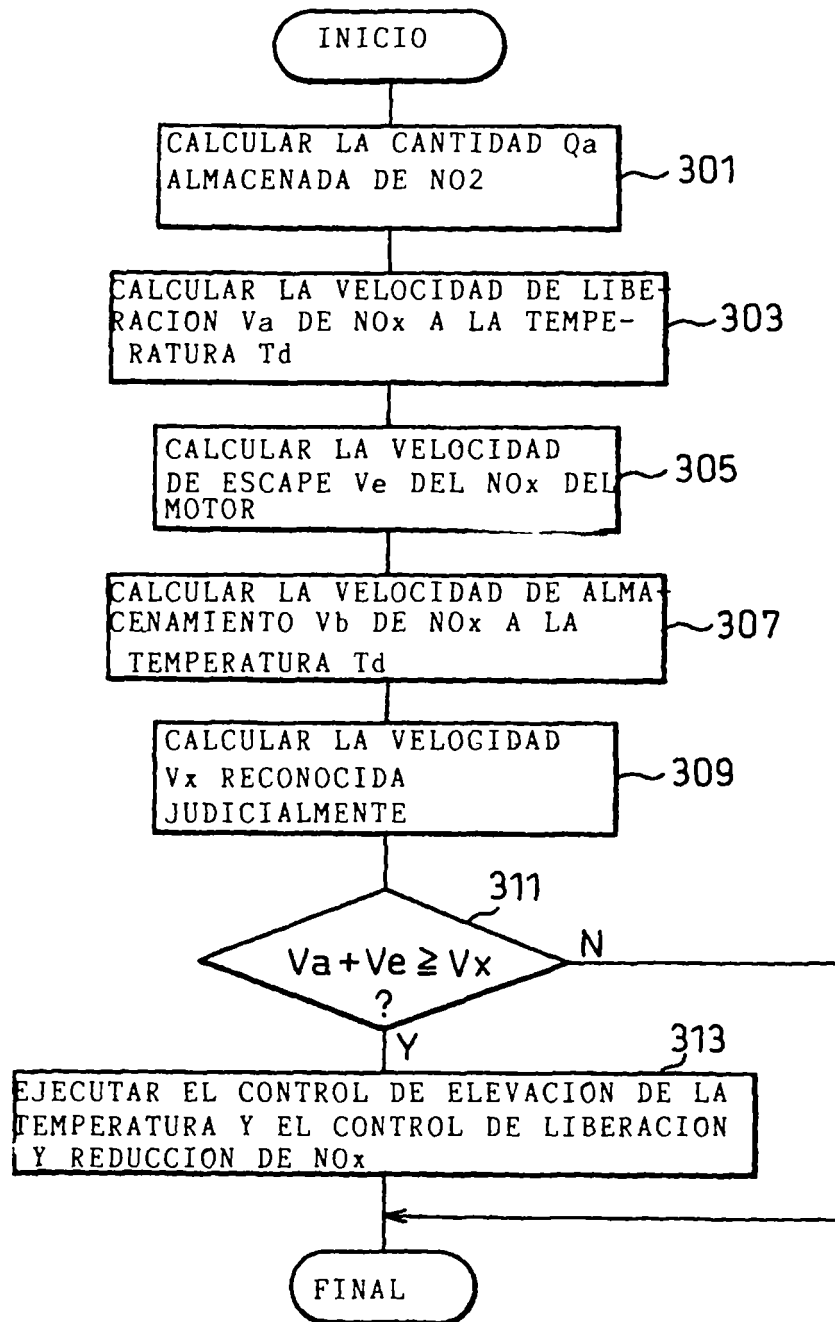 INICIO
CALCULAR LA CANTIDAD Qa
ALMACENADA DE NO2
301
CALCULAR LA VELOCIDAD DE LIBE-
RACION Va DE NOx A LA TEMPE-
RATURA Td
303
CALCULAR LA VELOCIDAD
DE ESCAPE Ve DEL NOx DEL
MOTOR
305
CALCULAR LA VELOCIDAD DE ALMA-
CENAMIENTO Vb DE NOx A LA
TEMPERATURA Td
307
CALCULAR LA VELOGIDAD
Vx RECONOCIDA
JUDICIALMENTE
309
311
Va+Ve≧Vx
?
N
Y
313
EJECUTAR EL CONTROL DE ELEVACION DE LA
TEMPERATURA Y EL CONTROL DE LIBERACION
Y REDUCCION DE NOx
FINAL